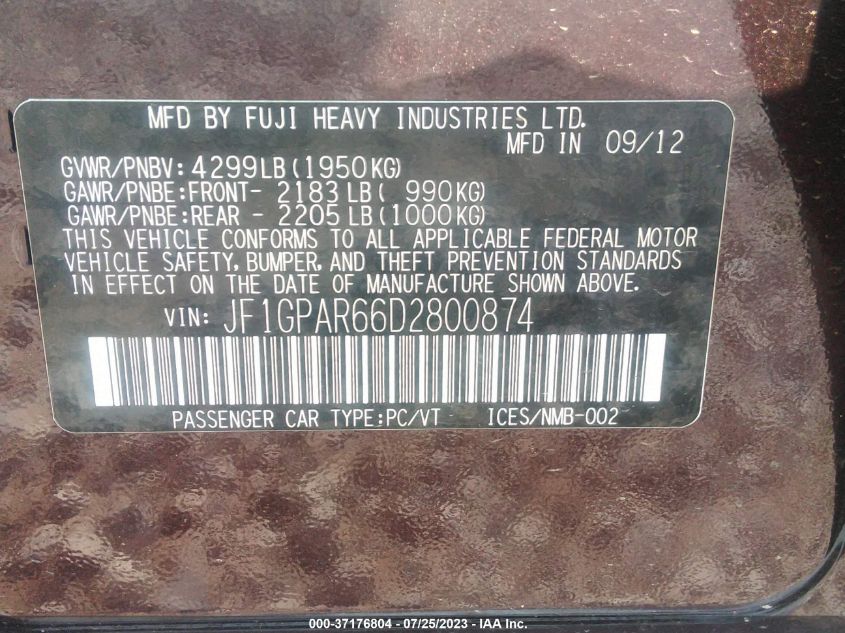 MFD BY FUJI HEAVY INDUSTRIES LTD.
MFD IN 09/12
GVWR/PNBV: 4299LB(1950KG)
GAWR/PNBE:FRONT- 2183 LB( 990KG)
GAWR/PNBE:REAR - 2205 LB(1000KG)
THIS VEHICLE CONFORMS TO ALL APPLICABLE FEDERAL MOTOR
VEHICLE SAFETY, BUMPER, AND THEFT PREVENTION STANDARDS
IN EFFECT ON THE DATE OF MANUFACTURE SHOWN ABOVE.
VIN: JF1GPAR66D2800874
PASSENGER CAR TYPE:PC/VT ICES/NMB-002
000-37176804 - 07/25/2023 - IAA Inc.